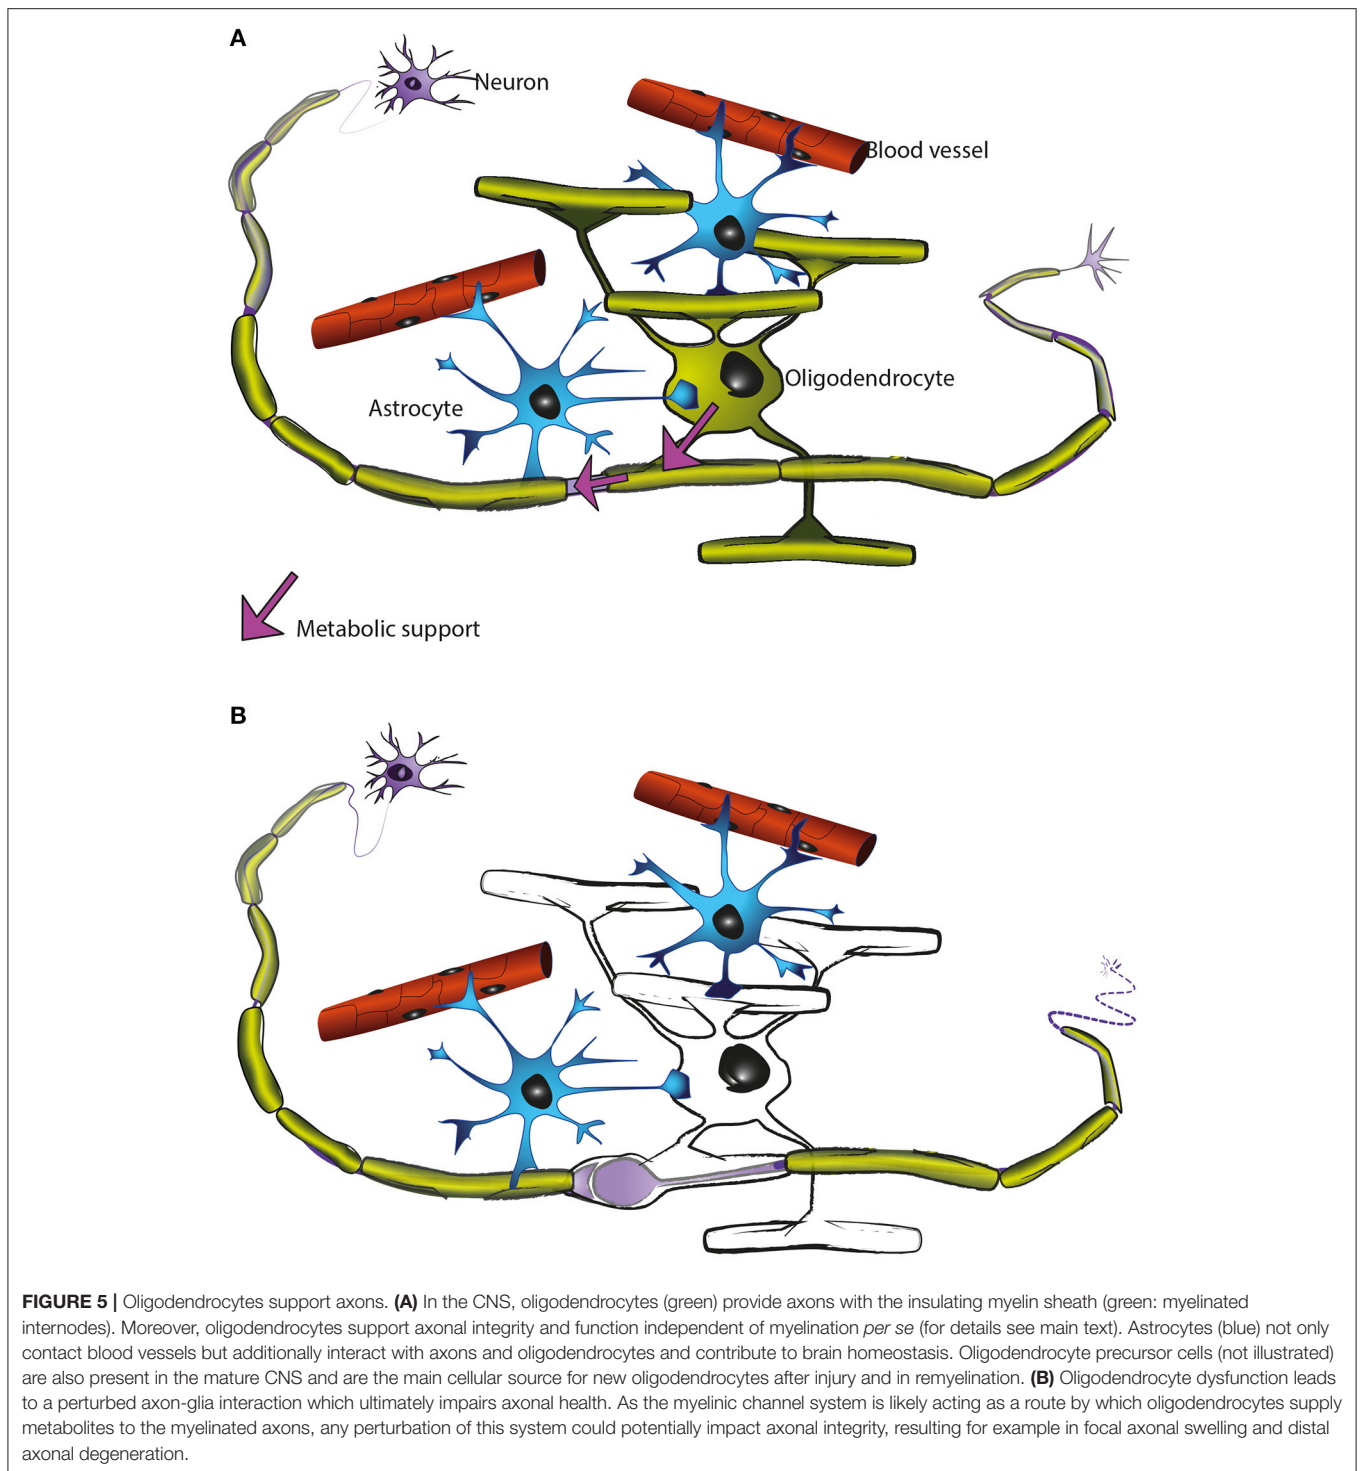 A
Neuron
Blood vessel
Oligodendrocyte
Astrocyte
Metabolic support
B
FIGURE 5 | Oligodendrocytes support axons. (A) In the CNS, oligodendrocytes (green) provide axons with the insulating myelin sheath (green: myelinated
internodes). Moreover, oligodendrocytes support axonal integrity and function independent of myelination per se (for details see main text). Astrocytes (blue) not only
contact blood vessels but additionally interact with axons and oligodendrocytes and contribute to brain homeostasis. Oligodendrocyte precursor cells (not illustrated)
are also present in the mature CNS and are the main cellular source for new oligodendrocytes after injury and in remyelination. (B) Oligodendrocyte dysfunction leads
to a perturbed axon-glia interaction which ultimately impairs axonal health. As the myelinic channel system is likely acting as a route by which oligodendrocytes supply
metabolites to the myelinated axons, any perturbation of this system could potentially impact axonal integrity, resulting for example in focal axonal swelling and distal
axonal degeneration.